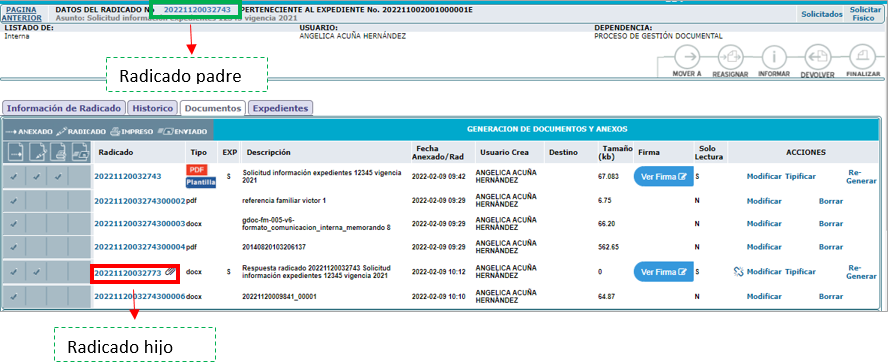 PAGINA ANTERIOR
DATOS DEL RADICADO No 20221120032743 PERTENECIENTE AL EXPEDIENTE No. 202211002001000001E
Asunto: Solicitud información expedientes 12345 vigencia 2021
Solicitados
Solicitar Fisico
LISTADO DE:
Interna
USUARIO:
ANGELICA ACUÑA HERNÁNDEZ
DEPENDENCIA:
PROCESO DE GESTIÓN DOCUMENTAL
Radicado padre
MOVER A REASIGNAR INFORMAR DEVOLVER FINALIZAR
Información de Radicado Historico Documentos Expedientes
ANEXADO RADICADO IMPRESO ENVIADO
GENERACION DE DOCUMENTOS Y ANEXOS
Radicado Tipo EXP Descripción Fecha Anexado/Rad Usuario Crea Destino Tamaño (kb) Firma Solo Lectura ACCIONES
20221120032743 PDF Plantilla S Solicitud información expedientes 12345 vigencia 2021 2022-02-09 09:42 ANGELICA ACUÑA HERNÁNDEZ 67.083 Ver Firma S Modificar Tipificar Re-Generar
2022112003274300002 pdf referencia familiar victor 1 2022-02-09 09:29 ANGELICA ACUÑA HERNÁNDEZ 6.75 N Modificar Borrar
2022112003274300003 docx gdoc-fm-005-v6-formato_comunicacion_interna_memorando 8 2022-02-09 09:29 ANGELICA ACUÑA HERNÁNDEZ 66.20 N Modificar Borrar
2022112003274300004 pdf 20140820103206137 2022-02-09 09:29 ANGELICA ACUÑA HERNÁNDEZ 562.65 N Modificar Borrar
20221120032773 docx S Respuesta radicado 20221120032743 Solicitud información expedientes 12345 vigencia 2021 2022-02-09 10:12 ANGELICA ACUÑA HERNÁNDEZ 0 Ver Firma S Modificar Tipificar Re-Generar
2022112003274300006 docx 20221120009841_00001 2022-02-09 10:10 ANGELICA ACUÑA HERNÁNDEZ 64.87 N Modificar Borrar
Radicado hijo